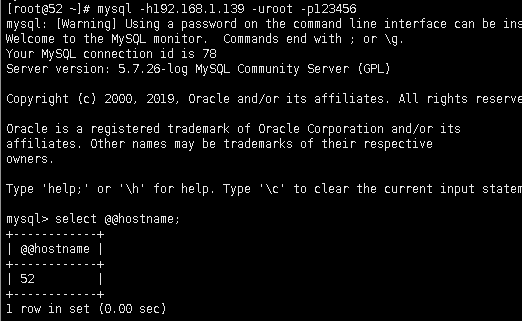 [root@52 ~]# mysql -h192.168.1.139 -uroot -p123456
mysql: [Warning] Using a password on the command line interface can be ins
Welcome to the MySQL monitor.  Commands end with ; or \g.
Your MySQL connection id is 78
Server version: 5.7.26-log MySQL Community Server (GPL)

Copyright (c) 2000, 2019, Oracle and/or its affiliates. All rights reserve

Oracle is a registered trademark of Oracle Corporation and/or its
affiliates. Other names may be trademarks of their respective
owners.

Type 'help;' or '\h' for help. Type '\c' to clear the current input statem

mysql> select @@hostname;
+------------+
| @@hostname |
+------------+
| 52         |
+------------+
1 row in set (0.00 sec)